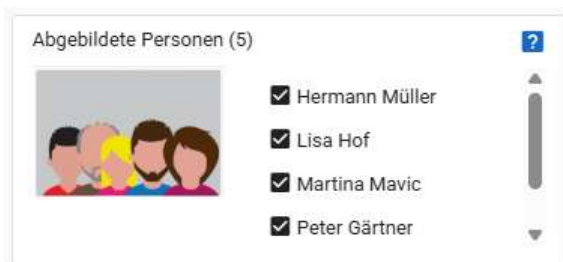 Abgebildete Personen (5)
?
Hermann Müller
Lisa Hof
Martina Mavic
Peter Gärtner